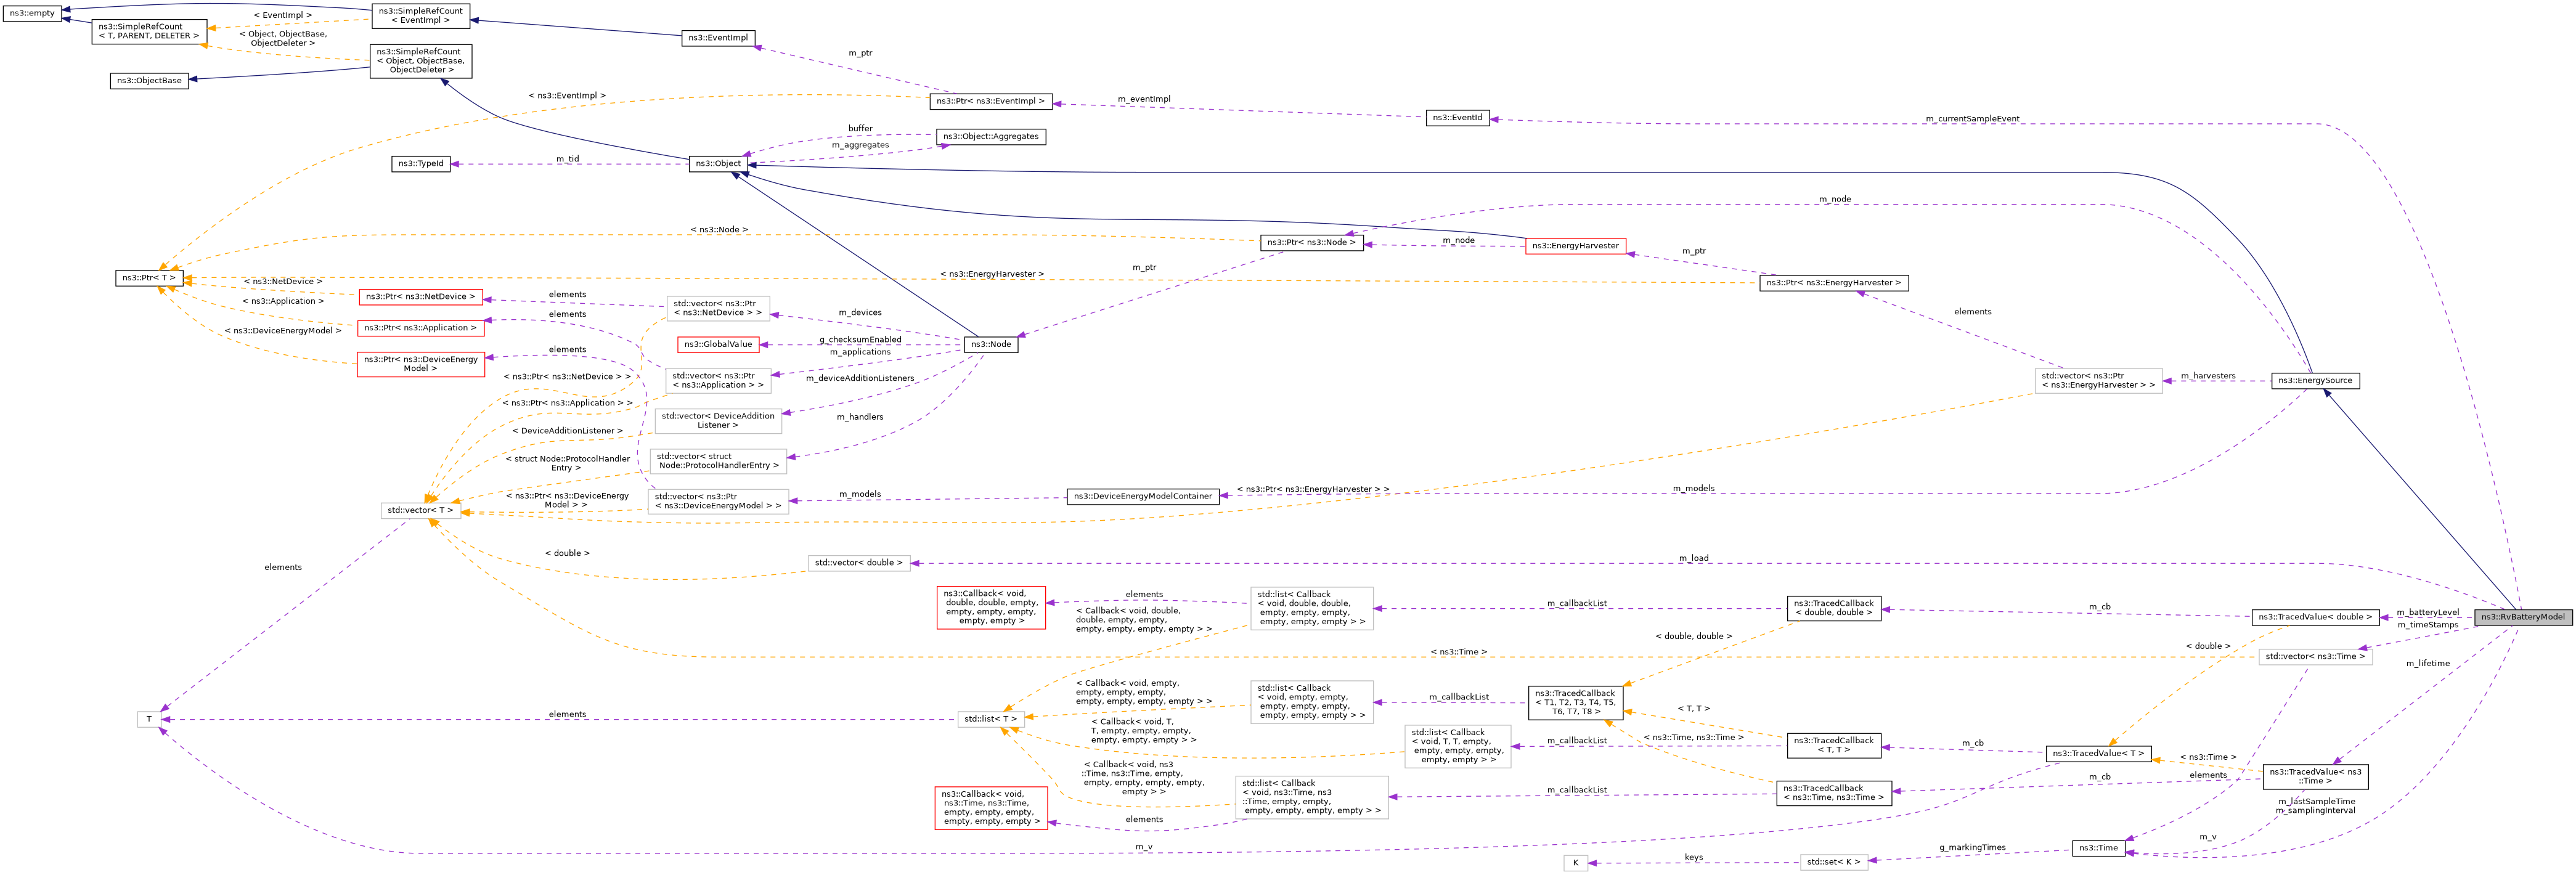 ns3::empty
ns3::SimpleRefCount
< T, PARENT, DELETER >
< EventImpl >
< Object, ObjectBase,
ObjectDeleter >
ns3::SimpleRefCount
< EventImpl >
ns3::SimpleRefCount
< Object, ObjectBase,
ObjectDeleter >
ns3::ObjectBase
ns3::EventImpl
m_ptr
< ns3::EventImpl >
ns3::Ptr< ns3::EventImpl >
m_eventImpl
ns3::EventId
m_currentSampleEvent
buffer
ns3::Object::Aggregates
m_aggregates
ns3::TypeId
m_tid
ns3::Object
m_node
< ns3::Node >
ns3::Ptr< ns3::Node >
m_node
ns3::EnergyHarvester
m_ptr
ns3::Ptr< T >
< ns3::NetDevice >
< ns3::Application >
< ns3::DeviceEnergyModel >
< ns3::EnergyHarvester >
m_ptr
ns3::Ptr< ns3::EnergyHarvester >
ns3::Ptr< ns3::NetDevice >
elements
std::vector< ns3::Ptr
< ns3::NetDevice > >
m_devices
ns3::Ptr< ns3::Application >
elements
elements
ns3::GlobalValue
g_checksumEnabled
m_applications
ns3::Node
ns3::Ptr< ns3::DeviceEnergy
Model >
elements
< ns3::Ptr< ns3::NetDevice > >
std::vector< ns3::Ptr
< ns3::Application > >
m_deviceAdditionListeners
std::vector< ns3::Ptr
< ns3::EnergyHarvester > >
m_harvesters
ns3::EnergySource
< ns3::Ptr< ns3::Application > >
std::vector< DeviceAddition
Listener >
m_handlers
< DeviceAdditionListener >
std::vector< struct
Node::ProtocolHandlerEntry >
< struct Node::ProtocolHandler
Entry >
std::vector< T >
< ns3::Ptr< ns3::DeviceEnergy
Model > >
std::vector< ns3::Ptr
< ns3::DeviceEnergyModel > >
m_models
ns3::DeviceEnergyModelContainer
< ns3::Ptr< ns3::EnergyHarvester > >
m_models
elements
< double >
std::vector< double >
m_load
ns3::Callback< void,
double, double, empty,
empty, empty, empty,
empty, empty >
elements
< Callback< void, double,
double, empty, empty,
empty, empty, empty, empty > >
std::list< Callback
< void, double, double,
empty, empty, empty,
empty, empty, empty > >
m_callbackList
ns3::TracedCallback
< double, double >
m_cb
ns3::TracedValue< double >
m_batteryLevel
m_timeStamps
ns3::RvBatteryModel
< double, double >
< ns3::Time >
< double >
std::vector< ns3::Time >
m_lifetime
< Callback< void, empty,
empty, empty, empty,
empty, empty, empty, empty > >
std::list< Callback
< void, empty, empty,
empty, empty, empty,
empty, empty, empty > >
m_callbackList
ns3::TracedCallback
< T1, T2, T3, T4, T5,
T6, T7, T8 >
< T, T >
T
elements
std::list< T >
< Callback< void, T,
T, empty, empty, empty,
empty, empty, empty > >
std::list< Callback
< void, T, T, empty,
empty, empty, empty,
empty, empty > >
m_callbackList
< ns3::Time, ns3::Time >
ns3::TracedCallback
< T, T >
m_cb
ns3::TracedValue< T >
< ns3::Time >
< Callback< void, ns3
::Time, ns3::Time, empty,
empty, empty, empty, empty,
empty > >
std::list< Callback
< void, ns3::Time, ns3
::Time, empty, empty,
empty, empty, empty, empty > >
m_callbackList
ns3::TracedCallback
< ns3::Time, ns3::Time >
m_cb
elements
ns3::TracedValue< ns3
::Time >
ns3::Callback< void,
ns3::Time, ns3::Time,
empty, empty, empty,
empty, empty, empty >
elements
m_lastSampleTime
m_samplingInterval
m_v
m_v
K
keys
std::set< K >
g_markingTimes
ns3::Time